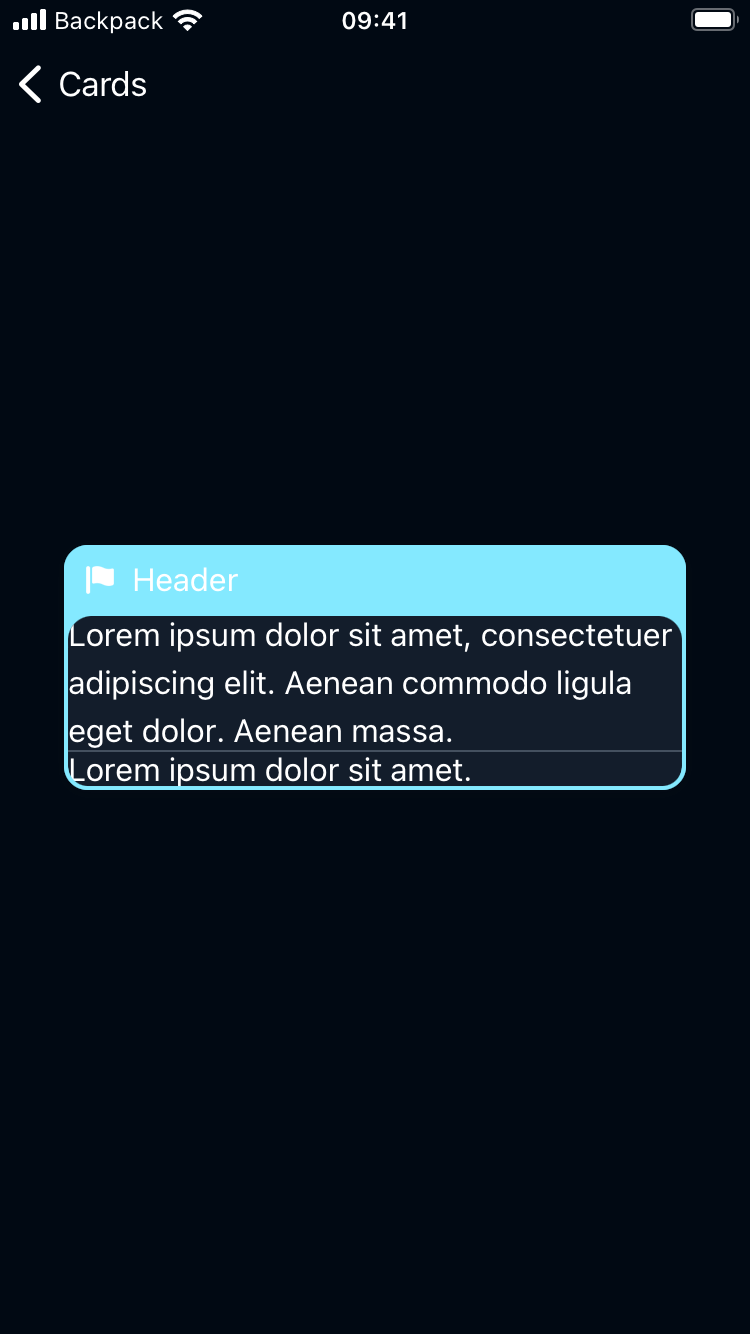 Backpack 09:41
Cards
Header
Lorem ipsum dolor sit amet, consectetuer
adipiscing elit. Aenean commodo ligula
eget dolor. Aenean massa.
Lorem ipsum dolor sit amet.